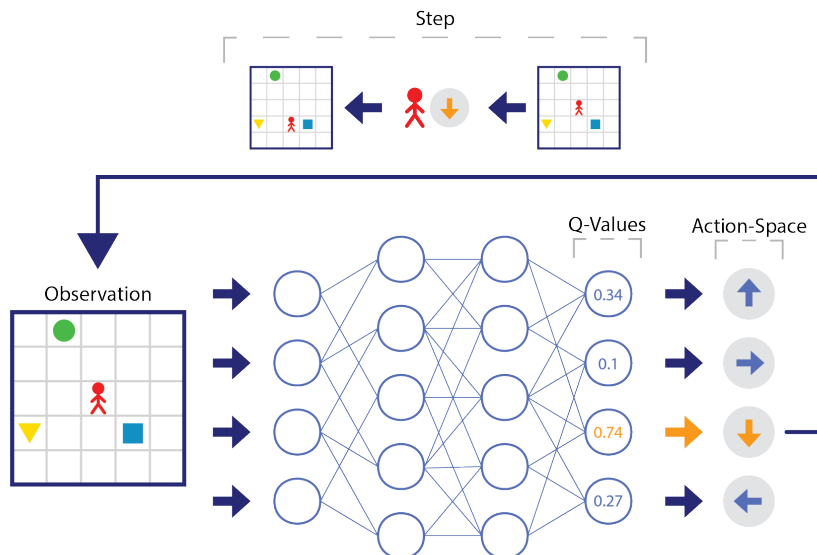 Step
Q-Values
Action-Space
Observation
0.34
0.1
0.74
0.27